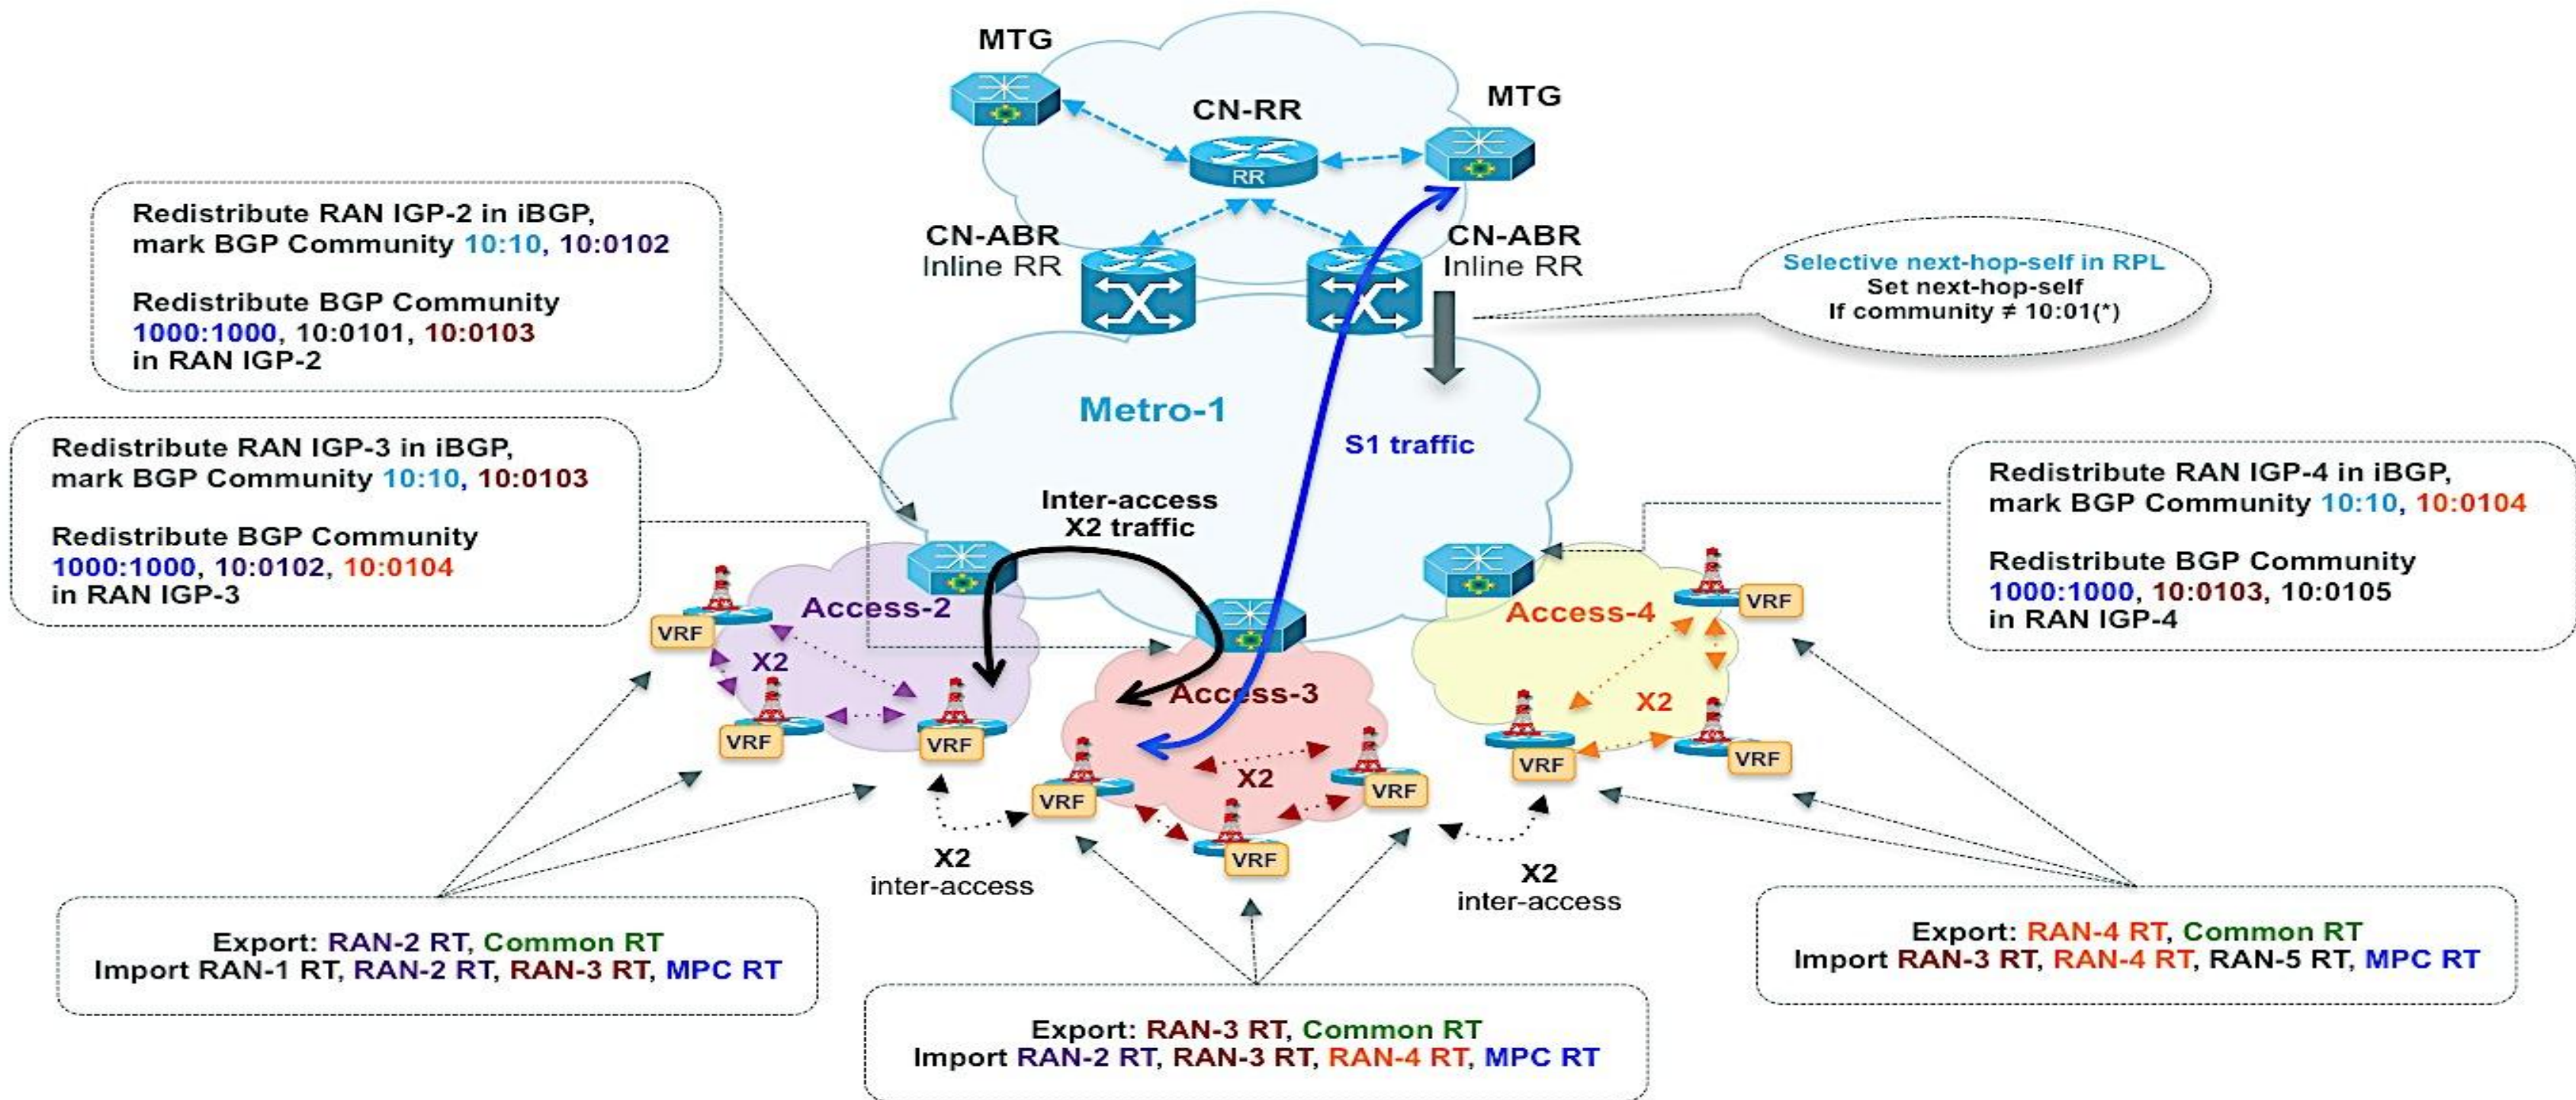 MTG
MTG
CN-RR
RR
CN-ABR
Inline RR
CN-ABR
Inline RR
Redistribute RAN IGP-2 in iBGP,
mark BGP Community 10:10, 10:0102
Redistribute BGP Community
1000:1000, 10:0101, 10:0103
in RAN IGP-2
Selective next-hop-self in RPL
Set next-hop-self
If community ≠ 10:01(*)
Metro-1
S1 traffic
Redistribute RAN IGP-3 in iBGP,
mark BGP Community 10:10, 10:0103
Redistribute BGP Community
1000:1000, 10:0102, 10:0104
in RAN IGP-3
Inter-access
X2 traffic
Redistribute RAN IGP-4 in iBGP,
mark BGP Community 10:10, 10:0104
Redistribute BGP Community
1000:1000, 10:0103, 10:0105
in RAN IGP-4
Access-2
VRF
X2
VRF
VRF
Access-3
X2
VRF
VRF
VRF
Access-4
VRF
X2
VRF
VRF
X2
inter-access
X2
inter-access
Export: RAN-2 RT, Common RT
Import RAN-1 RT, RAN-2 RT, RAN-3 RT, MPC RT
Export: RAN-3 RT, Common RT
Import RAN-2 RT, RAN-3 RT, RAN-4 RT, MPC RT
Export: RAN-4 RT, Common RT
Import RAN-3 RT, RAN-4 RT, RAN-5 RT, MPC RT